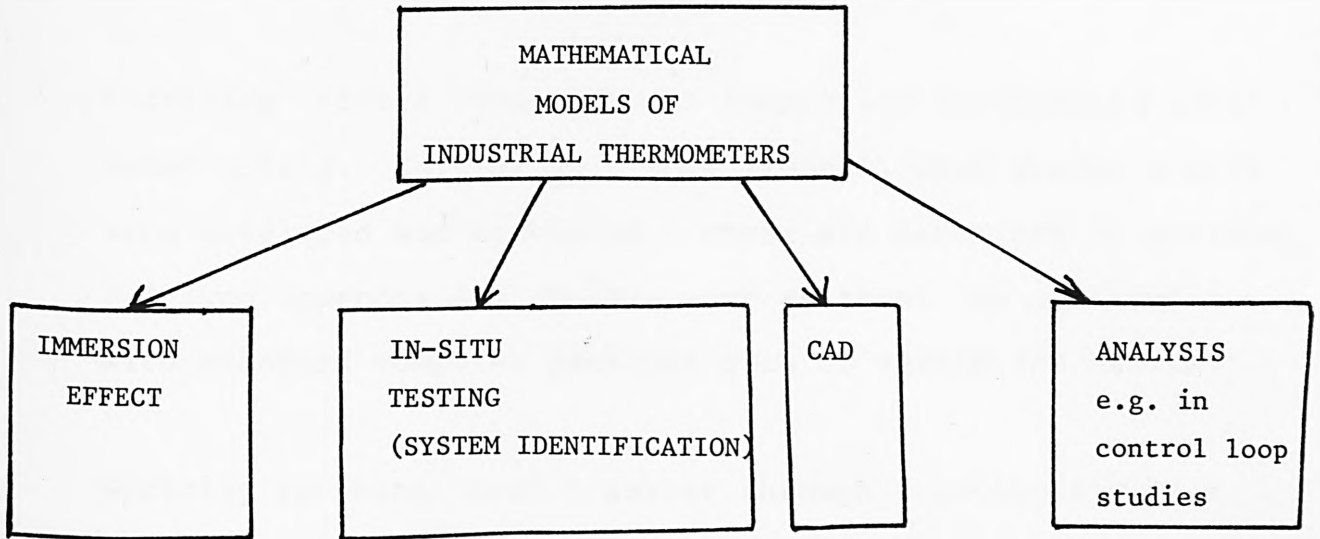 MATHEMATICAL
MODELS OF
INDUSTRIAL THERMOMETERS
IMMERSION
EFFECT
IN-SITU
TESTING
(SYSTEM IDENTIFICATION)
CAD
ANALYSIS
e.g. in
control loop
studies